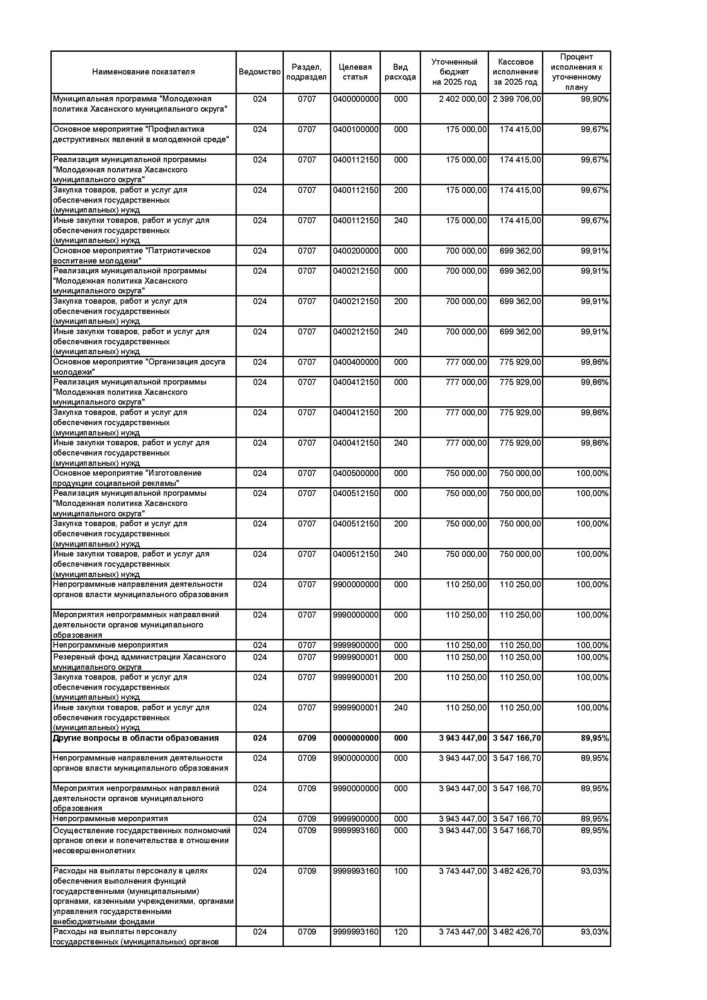 Наименование показателя | Ведомство | Раздел, подраздел | Целевая статья | Вид расхода | Уточненный бюджет на 2025 год | Кассовое исполнение за 2025 год | Процент исполнения к уточненному плану
Муниципальная программа "Молодежная политика Хасанского муниципального округа" | 024 | 0707 | 0400000000 | 000 | 2 402 000,00 | 2 399 706,00 | 99,90%
Основное мероприятие "Профилактика деструктивных явлений в молодежной среде" | 024 | 0707 | 0400100000 | 000 | 175 000,00 | 174 415,00 | 99,67%
Реализация муниципальной программы "Молодежная политика Хасанского муниципального округа" | 024 | 0707 | 0400112150 | 000 | 175 000,00 | 174 415,00 | 99,67%
Закупка товаров, работ и услуг для обеспечения государственных (муниципальных) нужд | 024 | 0707 | 0400112150 | 200 | 175 000,00 | 174 415,00 | 99,67%
Иные закупки товаров, работ и услуг для обеспечения государственных (муниципальных) нужд | 024 | 0707 | 0400112150 | 240 | 175 000,00 | 174 415,00 | 99,67%
Основное мероприятие "Патриотическое воспитание молодежи" | 024 | 0707 | 0400200000 | 000 | 700 000,00 | 699 362,00 | 99,91%
Реализация муниципальной программы "Молодежная политика Хасанского муниципального округа" | 024 | 0707 | 0400212150 | 000 | 700 000,00 | 699 362,00 | 99,91%
Закупка товаров, работ и услуг для обеспечения государственных (муниципальных) нужд | 024 | 0707 | 0400212150 | 200 | 700 000,00 | 699 362,00 | 99,91%
Иные закупки товаров, работ и услуг для обеспечения государственных (муниципальных) нужд | 024 | 0707 | 0400212150 | 240 | 700 000,00 | 699 362,00 | 99,91%
Основное мероприятие "Организация досуга молодежи" | 024 | 0707 | 0400400000 | 000 | 777 000,00 | 775 929,00 | 99,86%
Реализация муниципальной программы "Молодежная политика Хасанского муниципального округа" | 024 | 0707 | 0400412150 | 000 | 777 000,00 | 775 929,00 | 99,86%
Закупка товаров, работ и услуг для обеспечения государственных (муниципальных) нужд | 024 | 0707 | 0400412150 | 200 | 777 000,00 | 775 929,00 | 99,86%
Иные закупки товаров, работ и услуг для обеспечения государственных (муниципальных) нужд | 024 | 0707 | 0400412150 | 240 | 777 000,00 | 775 929,00 | 99,86%
Основное мероприятие "Изготовление продукции социальной рекламы" | 024 | 0707 | 0400500000 | 000 | 750 000,00 | 750 000,00 | 100,00%
Реализация муниципальной программы "Молодежная политика Хасанского муниципального округа" | 024 | 0707 | 0400512150 | 000 | 750 000,00 | 750 000,00 | 100,00%
Закупка товаров, работ и услуг для обеспечения государственных (муниципальных) нужд | 024 | 0707 | 0400512150 | 200 | 750 000,00 | 750 000,00 | 100,00%
Иные закупки товаров, работ и услуг для обеспечения государственных (муниципальных) нужд | 024 | 0707 | 0400512150 | 240 | 750 000,00 | 750 000,00 | 100,00%
Непрограммные направления деятельности органов власти муниципального образования | 024 | 0707 | 9900000000 | 000 | 110 250,00 | 110 250,00 | 100,00%
Мероприятия непрограммных направлений деятельности органов муниципального образования | 024 | 0707 | 9990000000 | 000 | 110 250,00 | 110 250,00 | 100,00%
Непрограммные мероприятия | 024 | 0707 | 9999900000 | 000 | 110 250,00 | 110 250,00 | 100,00%
Резервный фонд администрации Хасанского муниципального округа | 024 | 0707 | 9999900001 | 000 | 110 250,00 | 110 250,00 | 100,00%
Закупка товаров, работ и услуг для обеспечения государственных (муниципальных) нужд | 024 | 0707 | 9999900001 | 200 | 110 250,00 | 110 250,00 | 100,00%
Иные закупки товаров, работ и услуг для обеспечения государственных (муниципальных) нужд | 024 | 0707 | 9999900001 | 240 | 110 250,00 | 110 250,00 | 100,00%
Другие вопросы в области образования | 024 | 0709 | 0000000000 | 000 | 3 943 447,00 | 3 547 166,70 | 89,95%
Непрограммные направления деятельности органов власти муниципального образования | 024 | 0709 | 9900000000 | 000 | 3 943 447,00 | 3 547 166,70 | 89,95%
Мероприятия непрограммных направлений деятельности органов муниципального образования | 024 | 0709 | 9990000000 | 000 | 3 943 447,00 | 3 547 166,70 | 89,95%
Непрограммные мероприятия | 024 | 0709 | 9999900000 | 000 | 3 943 447,00 | 3 547 166,70 | 89,95%
Осуществление государственных полномочий органов опеки и попечительства в отношении несовершеннолетних | 024 | 0709 | 9999993160 | 000 | 3 943 447,00 | 3 547 166,70 | 89,95%
Расходы на выплаты персоналу в целях обеспечения выполнения функций государственными (муниципальными) органами, казенными учреждениями, органами управления государственными внебюджетными фондами | 024 | 0709 | 9999993160 | 100 | 3 743 447,00 | 3 482 426,70 | 93,03%
Расходы на выплаты персоналу государственных (муниципальных) органов | 024 | 0709 | 9999993160 | 120 | 3 743 447,00 | 3 482 426,70 | 93,03%